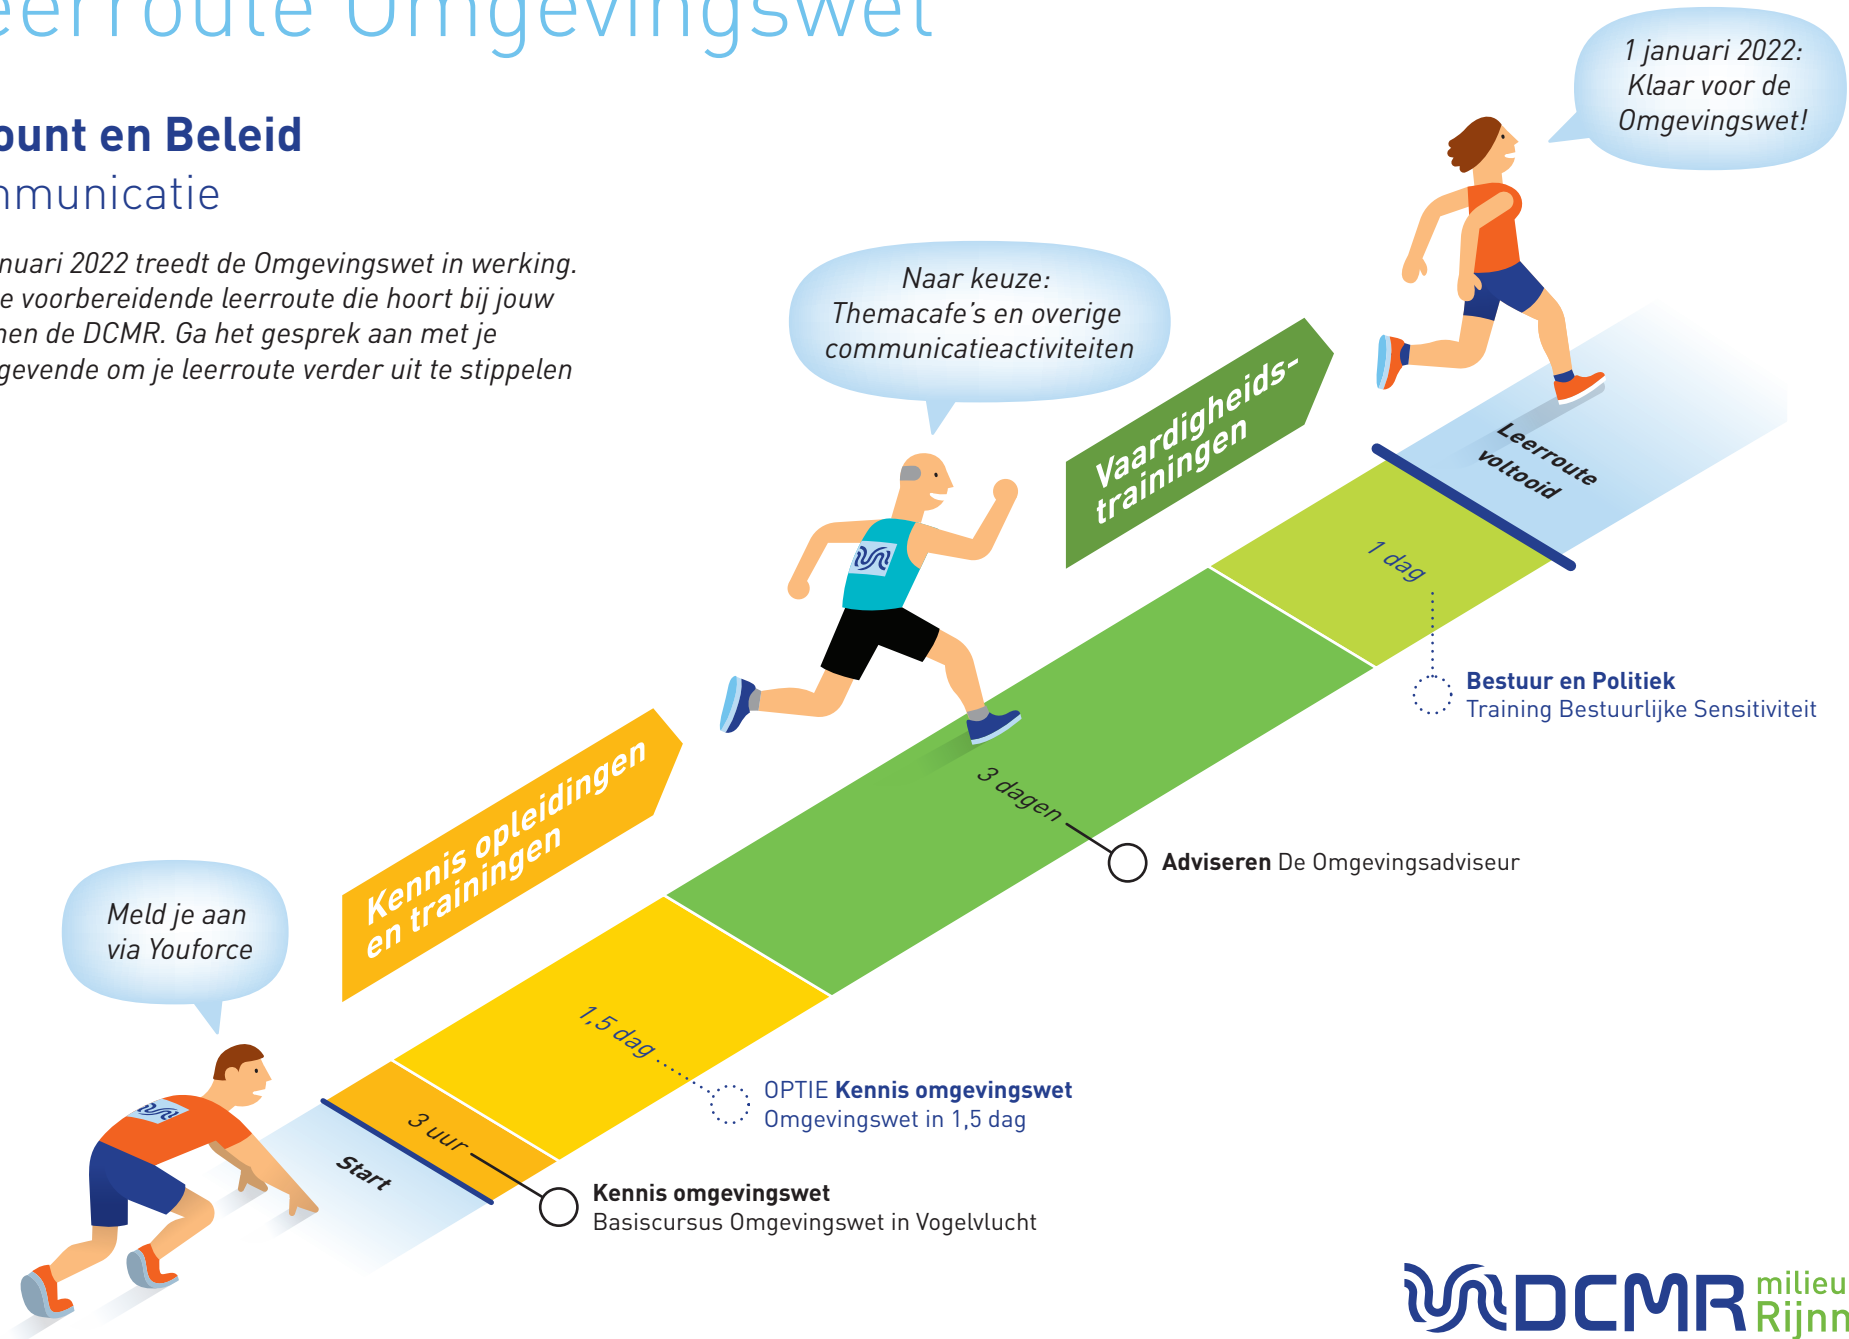 eerroute Omgevingswet
ount en Beleid
mmunicatie
nuari 2022 treedt de Omgevingswet in werking.
e voorbereidende leerroute die hoort bij jouw
nen de DCMR. Ga het gesprek aan met je
gevende om je leerroute verder uit te stippelen
1 januari 2022:
Klaar voor de
Omgevingswet!
Naar keuze:
Themacafe's en overige
communicatieactiviteiten
Vaardigheids-
trainingen
Leerroute
voltooid
1 dag
Bestuur en Politiek
Training Bestuurlijke Sensitiviteit
3 dagen
Adviseren De Omgevingsadviseur
Kennis opleidingen
en trainingen
Meld je aan
via Youforce
1,5 dag
OPTIE Kennis omgevingswet
Omgevingswet in 1,5 dag
3 uur
Start
Kennis omgevingswet
Basiscursus Omgevingswet in Vogelvlucht
DCMR
milieu
Rijnm